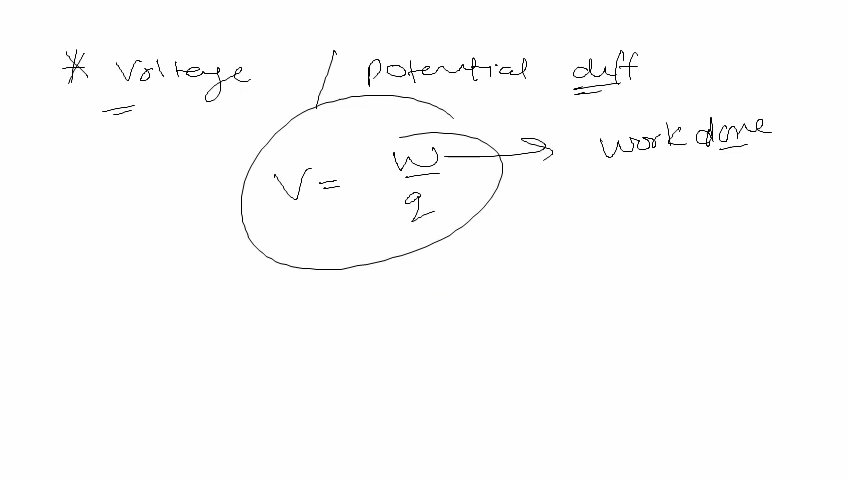 * Voltage / potential diff
V = w/q → work done